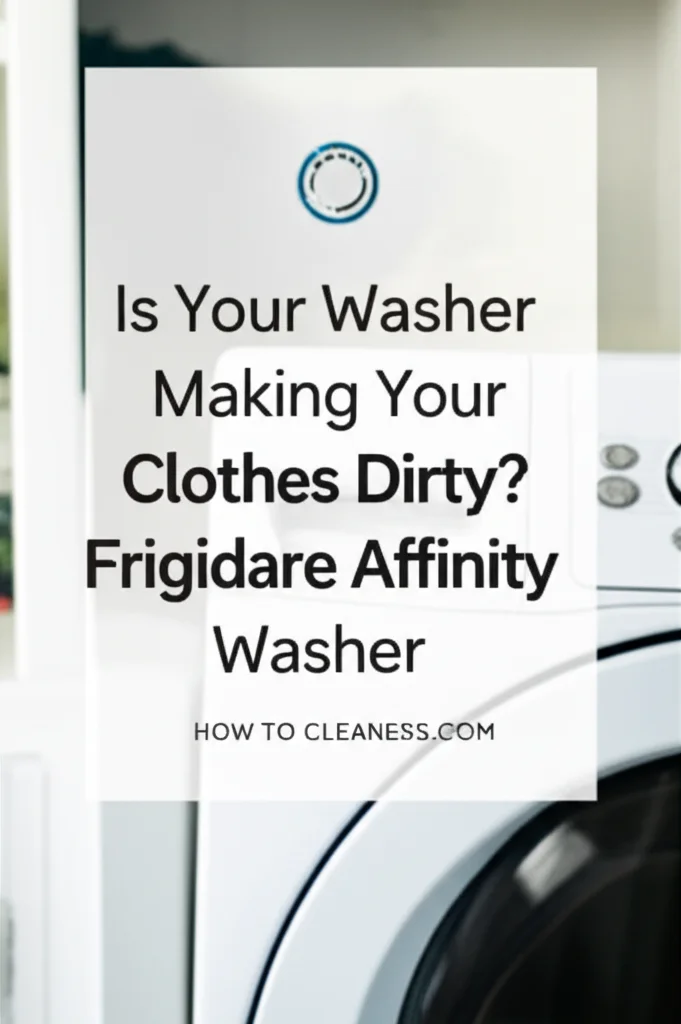 Is Your Washer
Making Your
Clothes Dirty?
Frigidare Affinity
Washer
HOW TO CLEANESS.COM